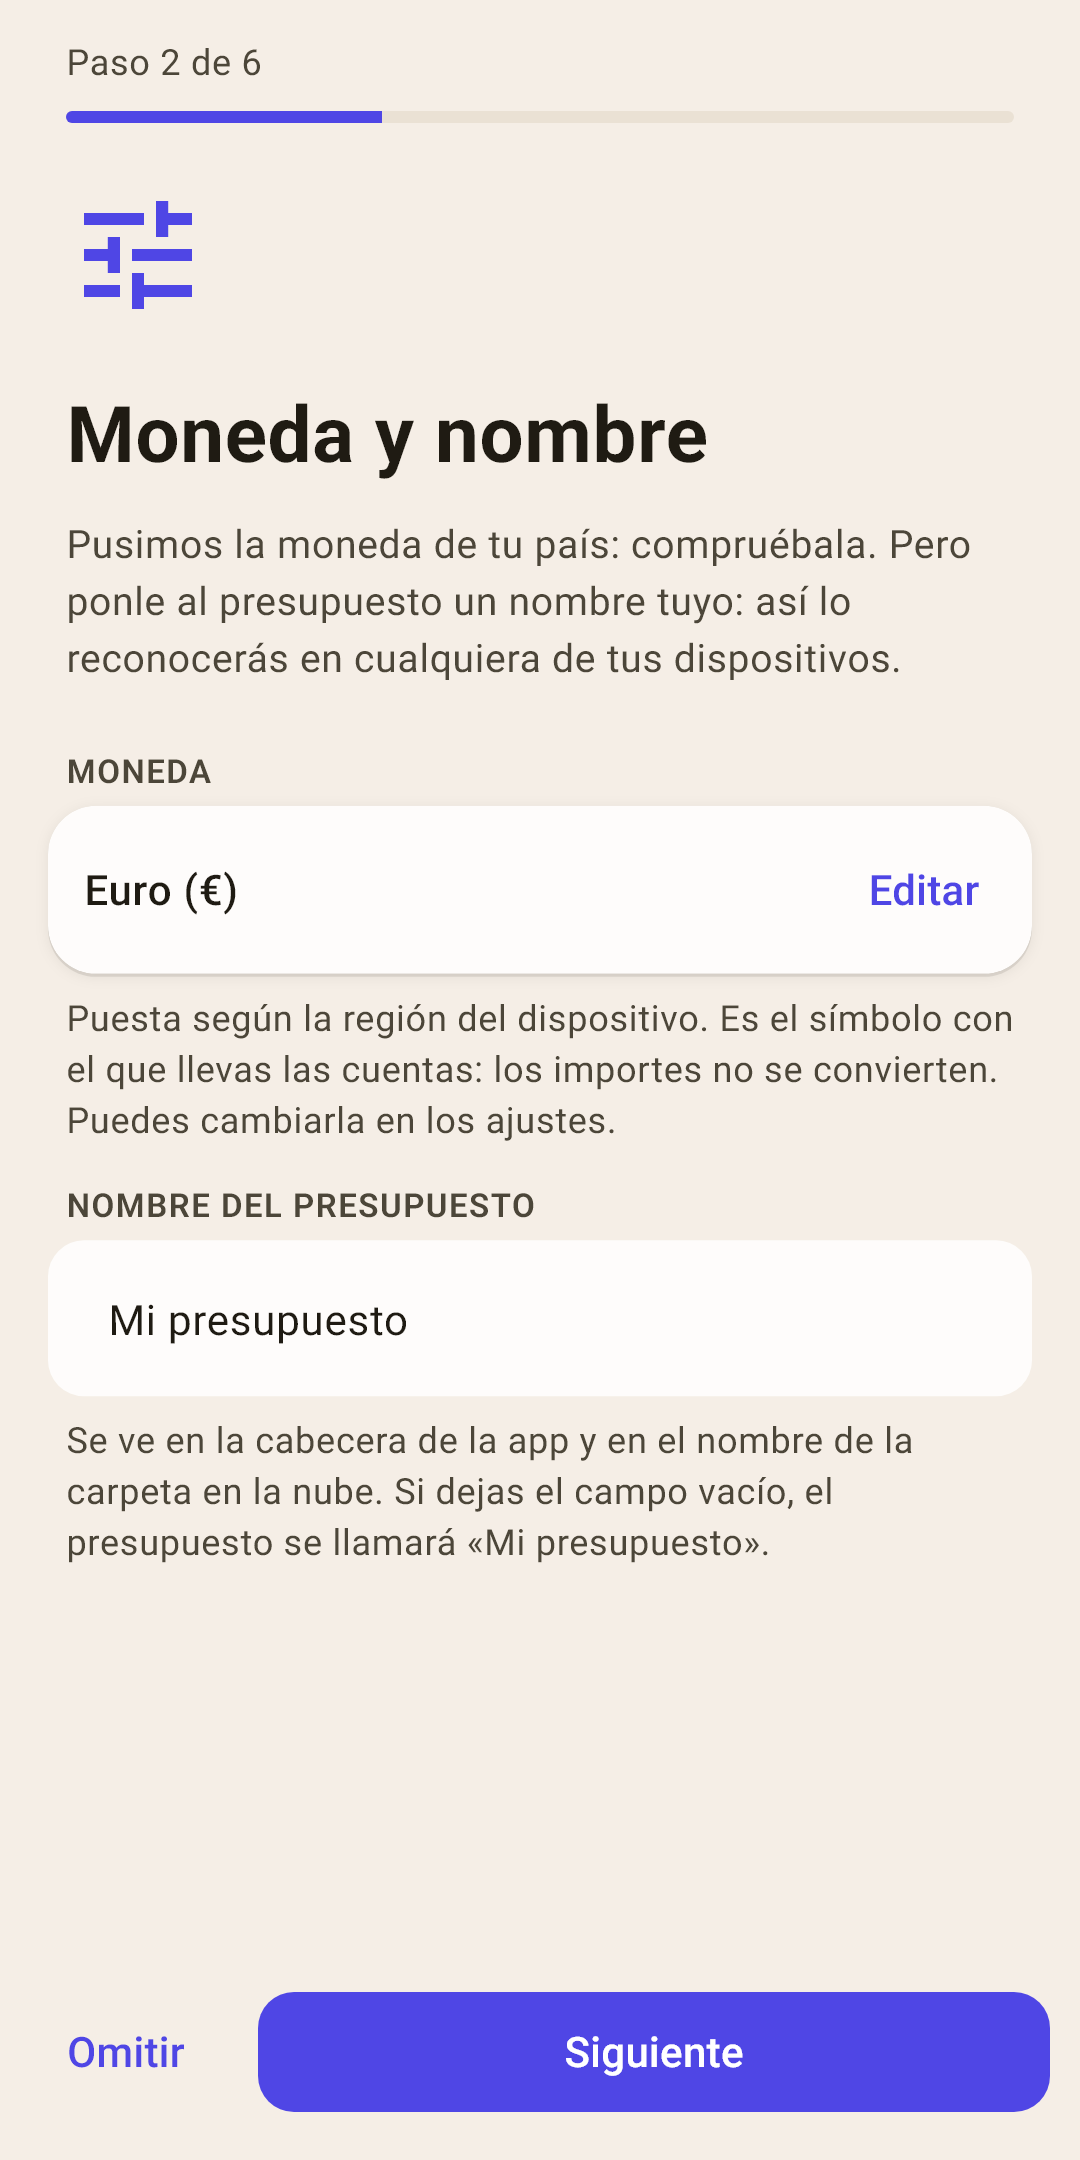 Paso 2 de 6
Moneda y nombre
Pusimos la moneda de tu país: compruébala. Pero
ponle al presupuesto un nombre tuyo: así lo
reconocerás en cualquiera de tus dispositivos.
MONEDA
Euro (€)
Editar
Puesta según la región del dispositivo. Es el símbolo con
el que llevas las cuentas: los importes no se convierten.
Puedes cambiarla en los ajustes.
NOMBRE DEL PRESUPUESTO
Mi presupuesto
Se ve en la cabecera de la app y en el nombre de la
carpeta en la nube. Si dejas el campo vacío, el
presupuesto se llamará «Mi presupuesto».
Omitir
Siguiente